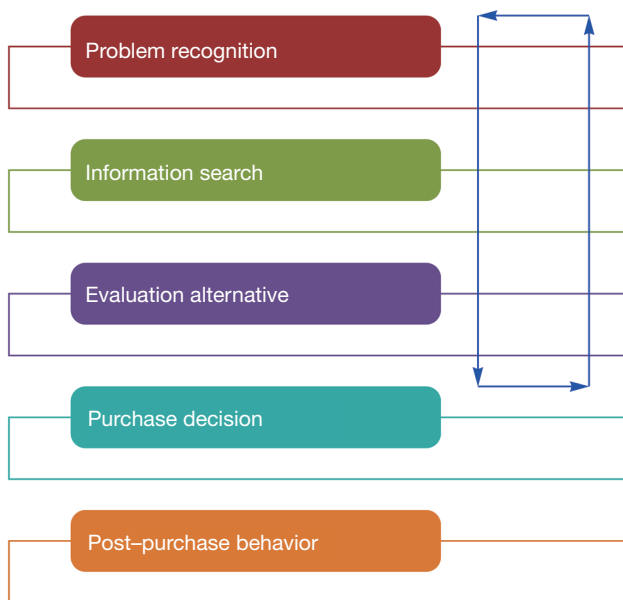 Problem recognition
Information search
Evaluation alternative
Purchase decision
Post–purchase behavior